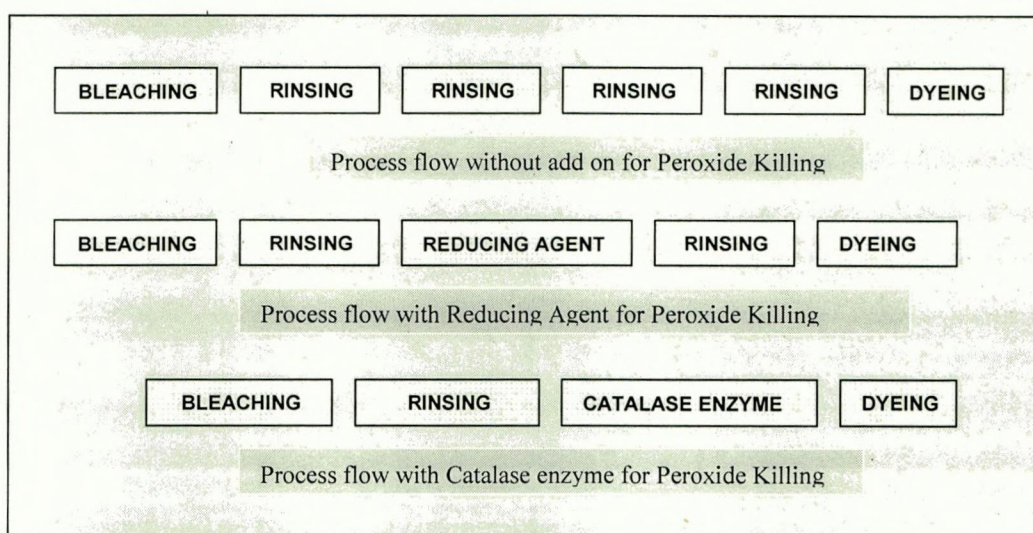 BLEACHING RINSING RINSING RINSING RINSING DYEING
Process flow without add on for Peroxide Killing
BLEACHING RINSING REDUCING AGENT RINSING DYEING
Process flow with Reducing Agent for Peroxide Killing
BLEACHING RINSING CATALASE ENZYME DYEING
Process flow with Catalase enzyme for Peroxide Killing